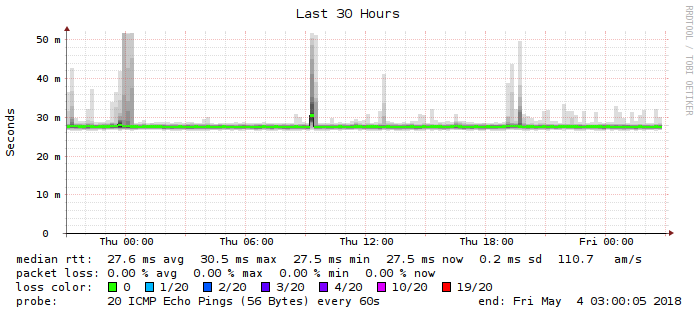 Last 30 Hours
RRDTOOL / TOBI OETIKER
Seconds
50 m
40 m
30 m
20 m
10 m
0
Thu 00:00 Thu 06:00 Thu 12:00 Thu 18:00 Fri 00:00
median rtt: 27.6 ms avg 30.5 ms max 27.5 ms min 27.5 ms now 0.2 ms sd 110.7 am/s
packet loss: 0.00 % avg 0.00 % max 0.00 % min 0.00 % now
loss color: 0 1/20 2/20 3/20 4/20 10/20 19/20
probe: 20 ICMP Echo Pings (56 Bytes) every 60s end: Fri May 4 03:00:05 2018